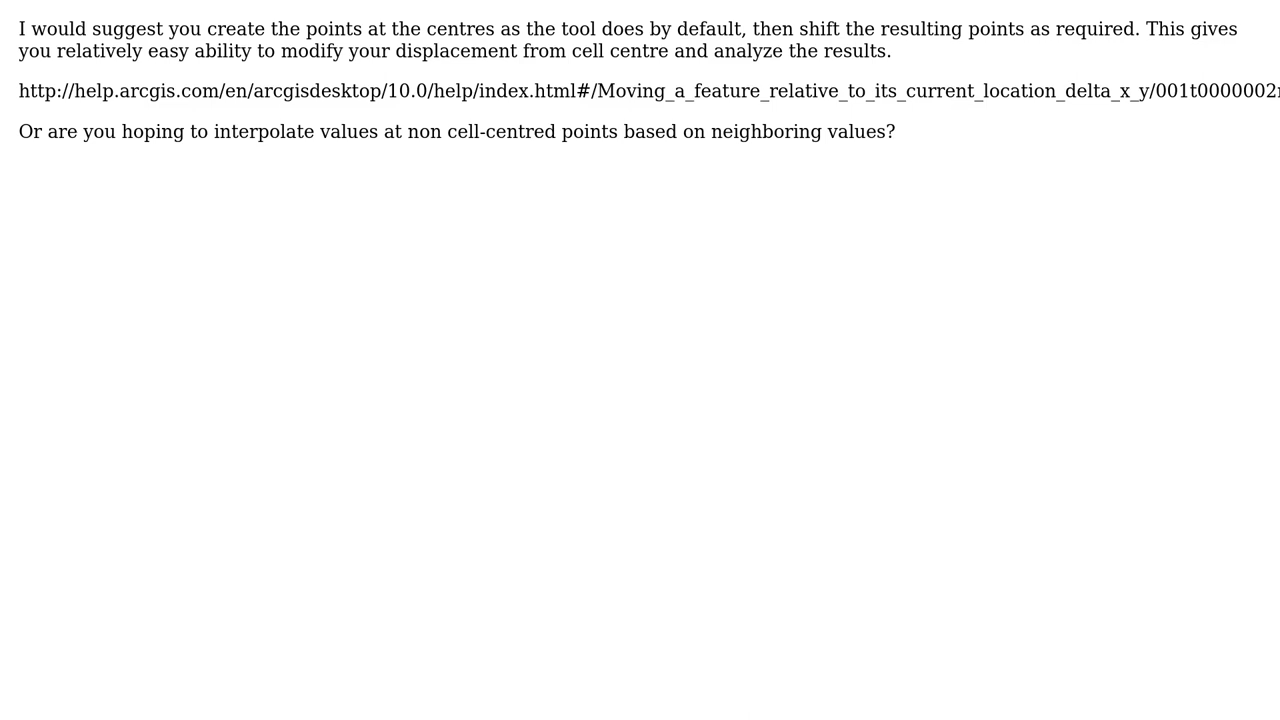 I would suggest you create the points at the centres as the tool does by default, then shift the resulting points as required. This gives
you relatively easy ability to modify your displacement from cell centre and analyze the results.
http://help.arcgis.com/en/arcgisdesktop/10.0/help/index.html#/Moving_a_feature_relative_to_its_current_location_delta_x_y/001t0000002
Or are you hoping to interpolate values at non cell-centred points based on neighboring values?